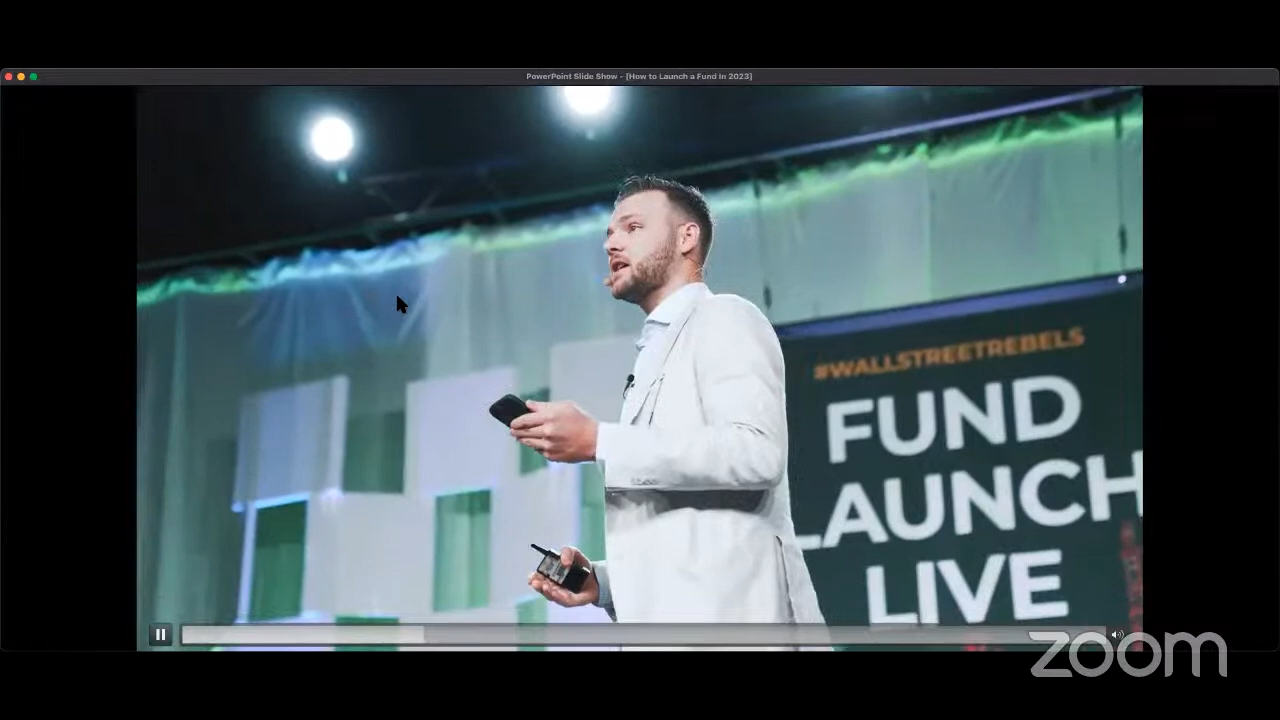 PowerPoint Slide Show - [How to Launch a Fund In 2023]
#WALLSTREETREBELS
FUND
LAUNCH
LIVE
zoom